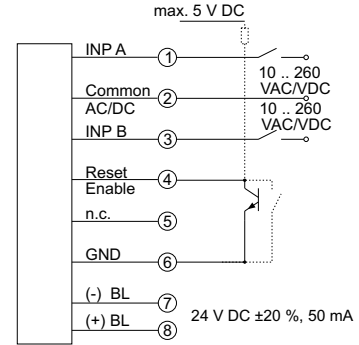 max. 5 V DC
INP A
1
10 .. 260
VAC/VDC
Common
AC/DC
2
10 .. 260
VAC/VDC
INP B
3
Reset
Enable
4
n.c.
5
GND
6
(-) BL
7
(+) BL
8
24 V DC ±20 %, 50 mA